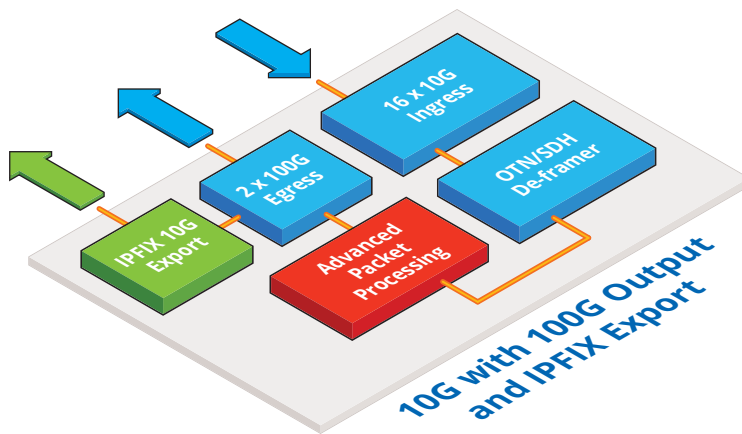 16 x 10G
Ingress
OTN/SDH
De-framer
2 x 100G
Egress
Advanced
Packet
Processing
IPFIX 10G
Export
10G with 100G Output
and IPFIX Export